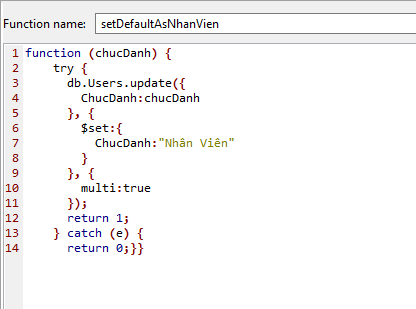 Function name: setDefaultAsNhanVien
1 function (chucDanh) {
2     try {
3       db.Users.update({
4         ChucDanh:chucDanh
5       }, {
6         $set:{
7           ChucDanh:"Nhân Viên"
8         }
9       }, {
10         multi:true
11       });
12       return 1;
13     } catch (e) {
14       return 0;}}